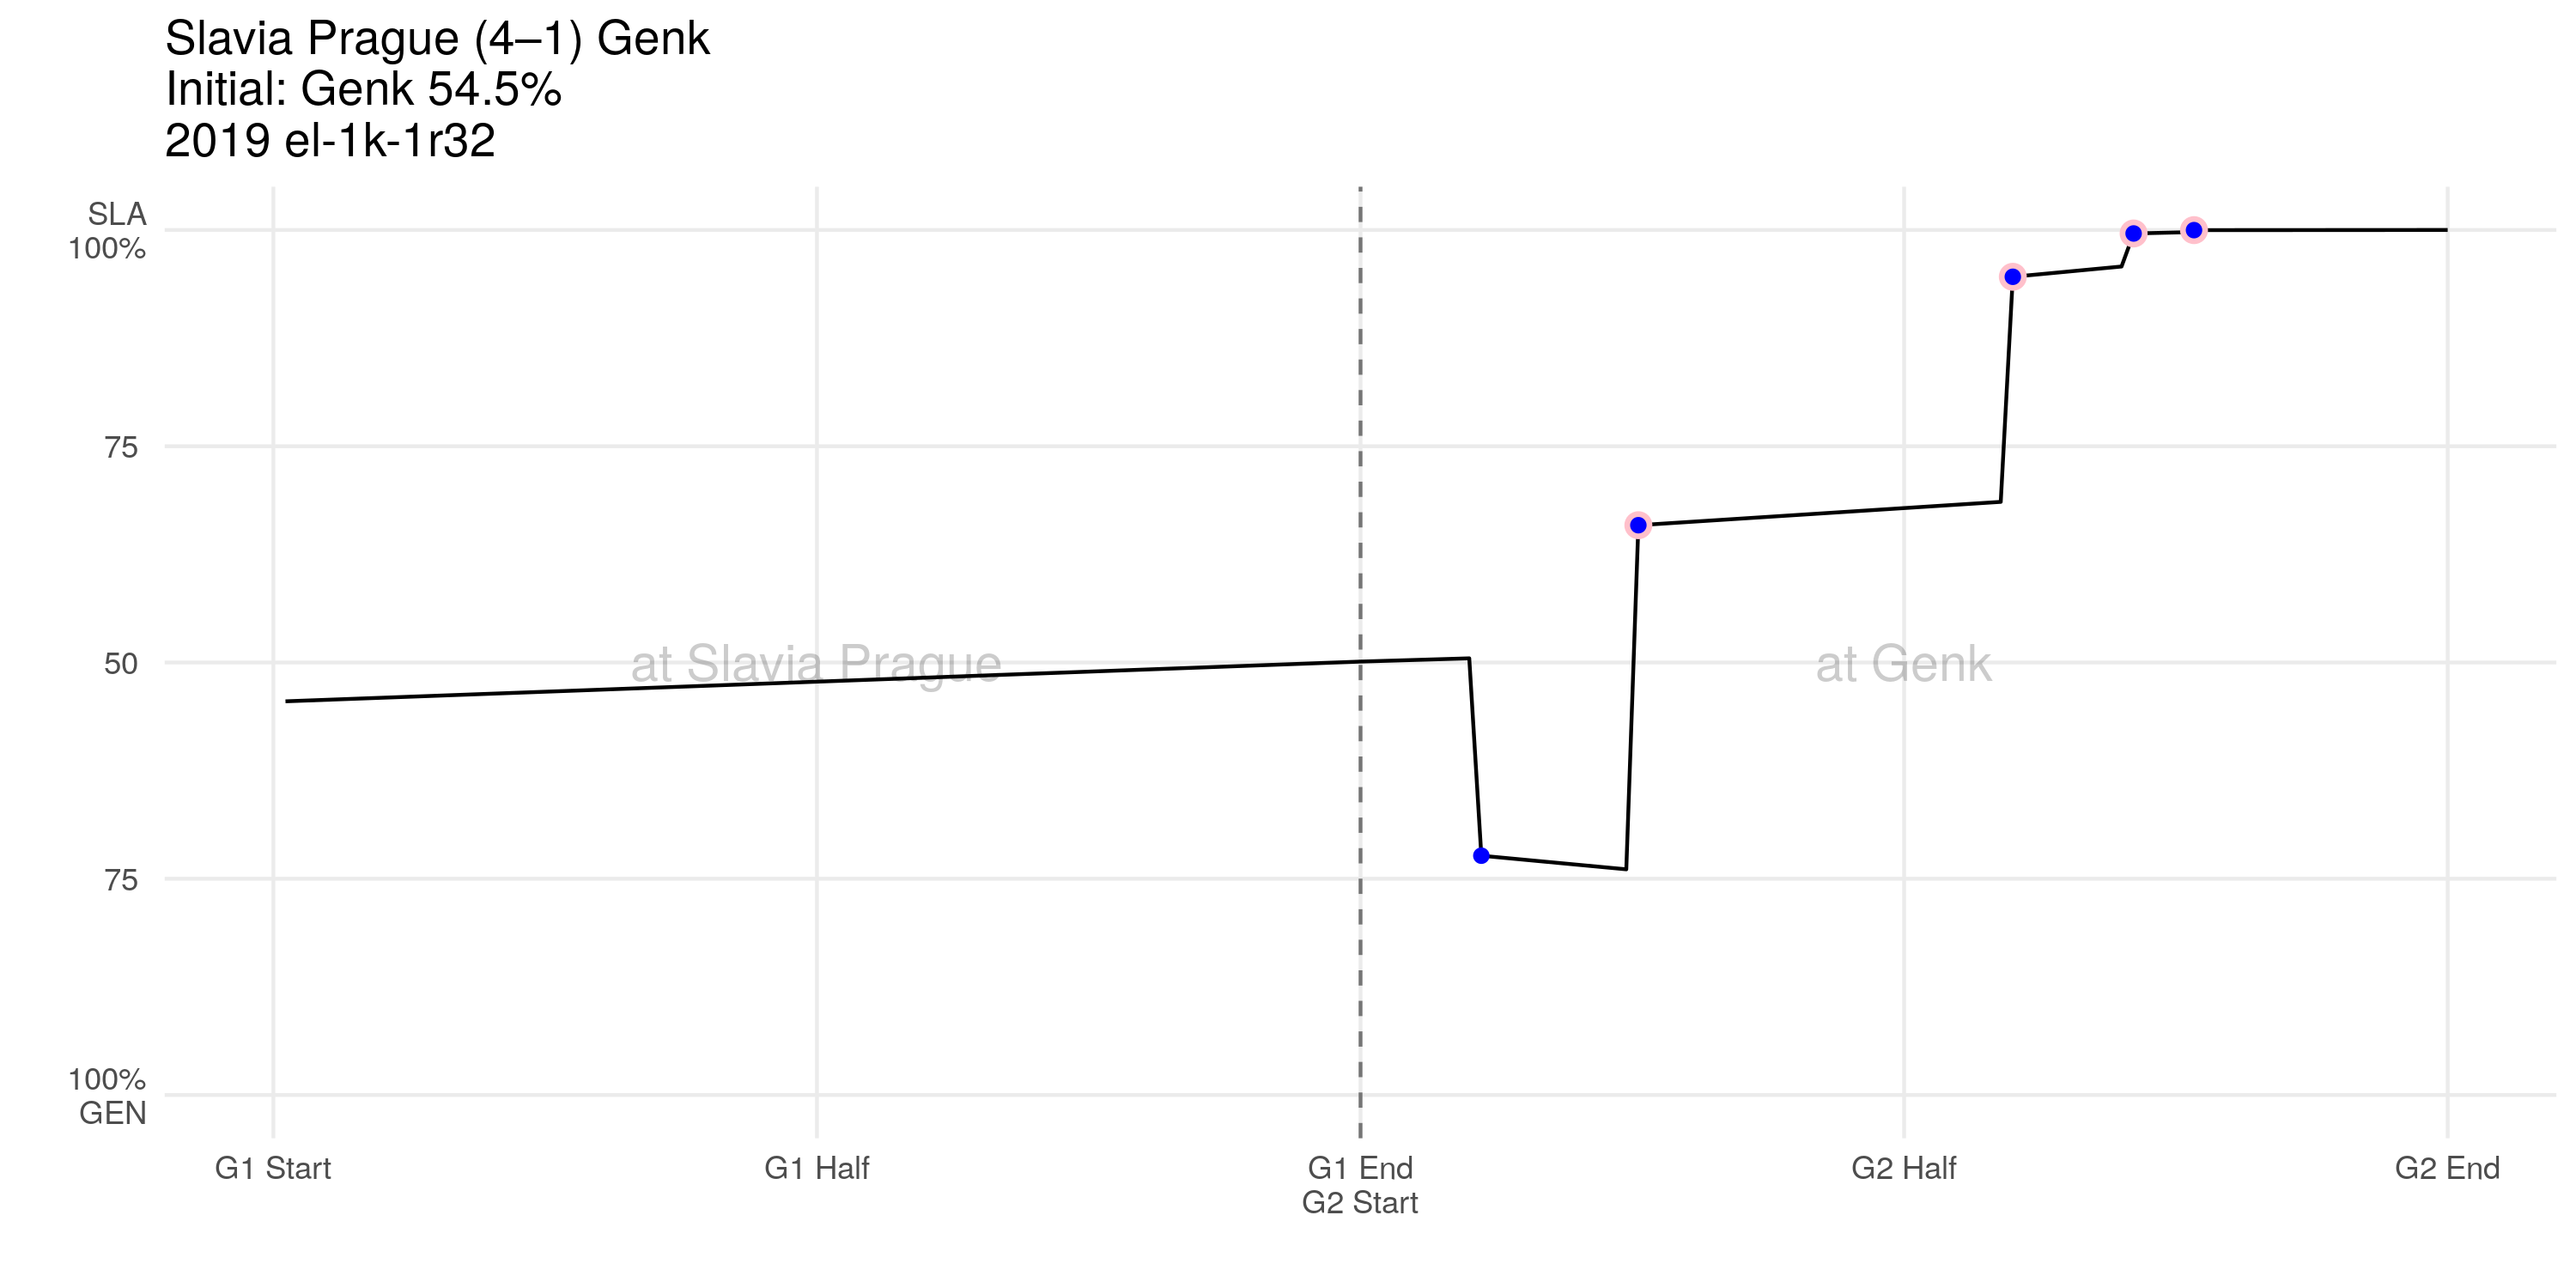 Slavia Prague (4–1) Genk
Initial: Genk 54.5%
2019 el-1k-1r32
SLA
100%
75
50
75
100%
GEN
at Slavia Prague
at Genk
G1 Start
G1 Half
G1 End
G2 Start
G2 Half
G2 End